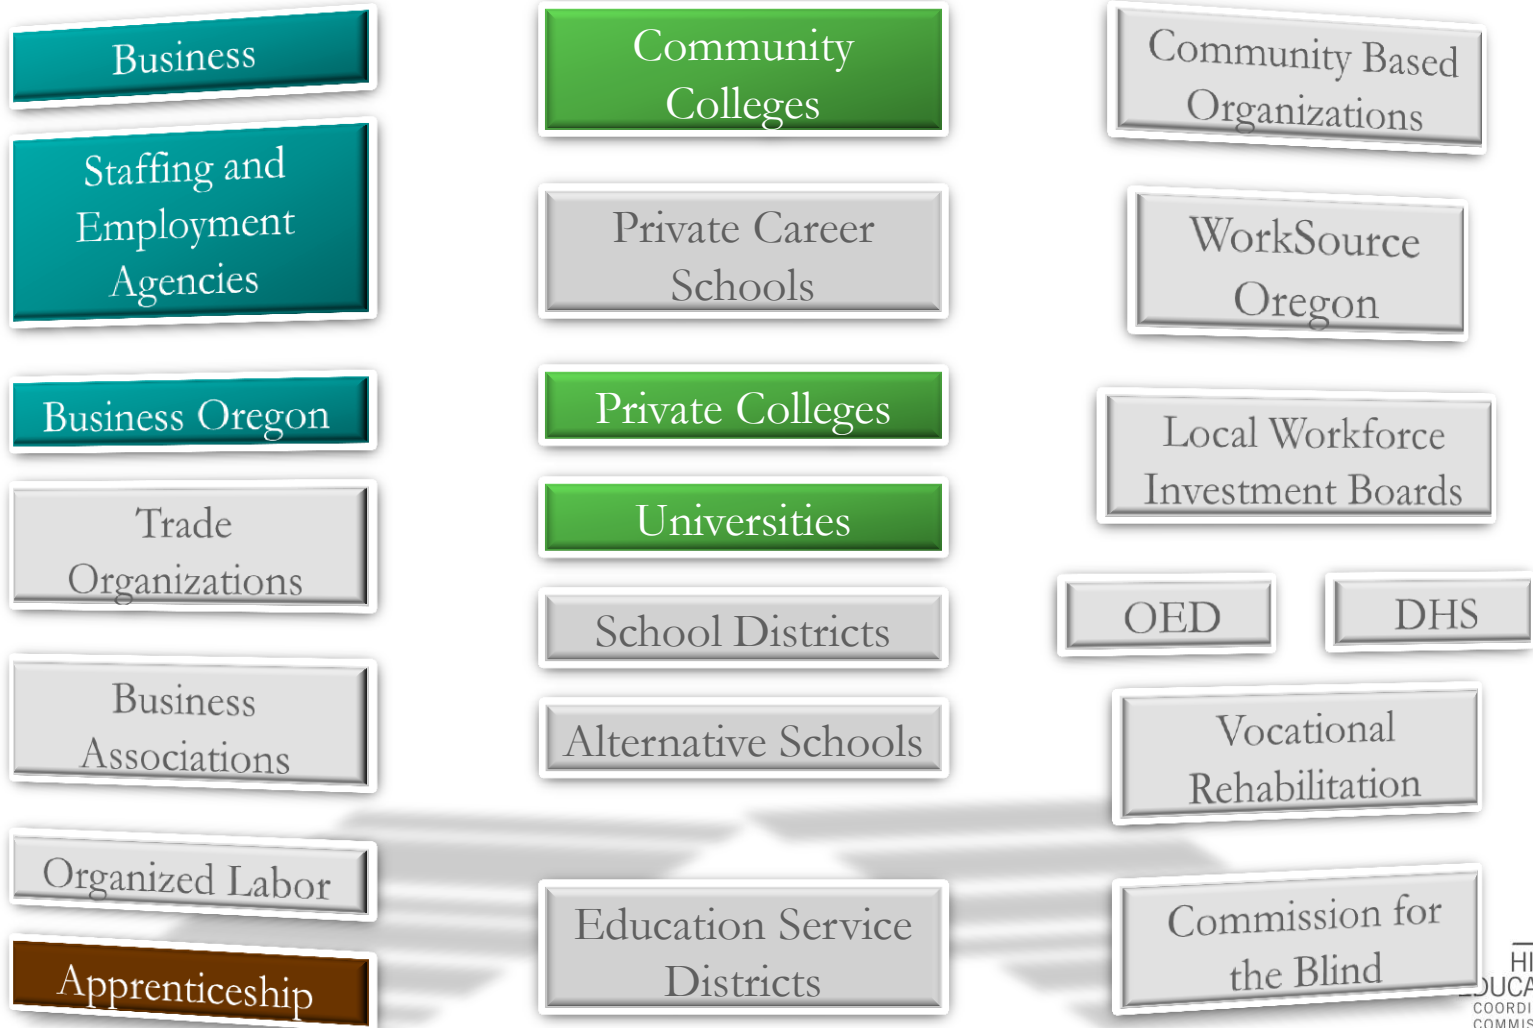 Business
Staffing and
Employment
Agencies
Business Oregon
Trade
Organizations
Business
Associations
Organized Labor
Apprenticeship
Community
Colleges
Private Career
Schools
Private Colleges
Universities
School Districts
Alternative Schools
Education Service
Districts
Community Based
Organizations
WorkSource
Oregon
Local Workforce
Investment Boards
OED
DHS
Vocational
Rehabilitation
Commission for
the Blind